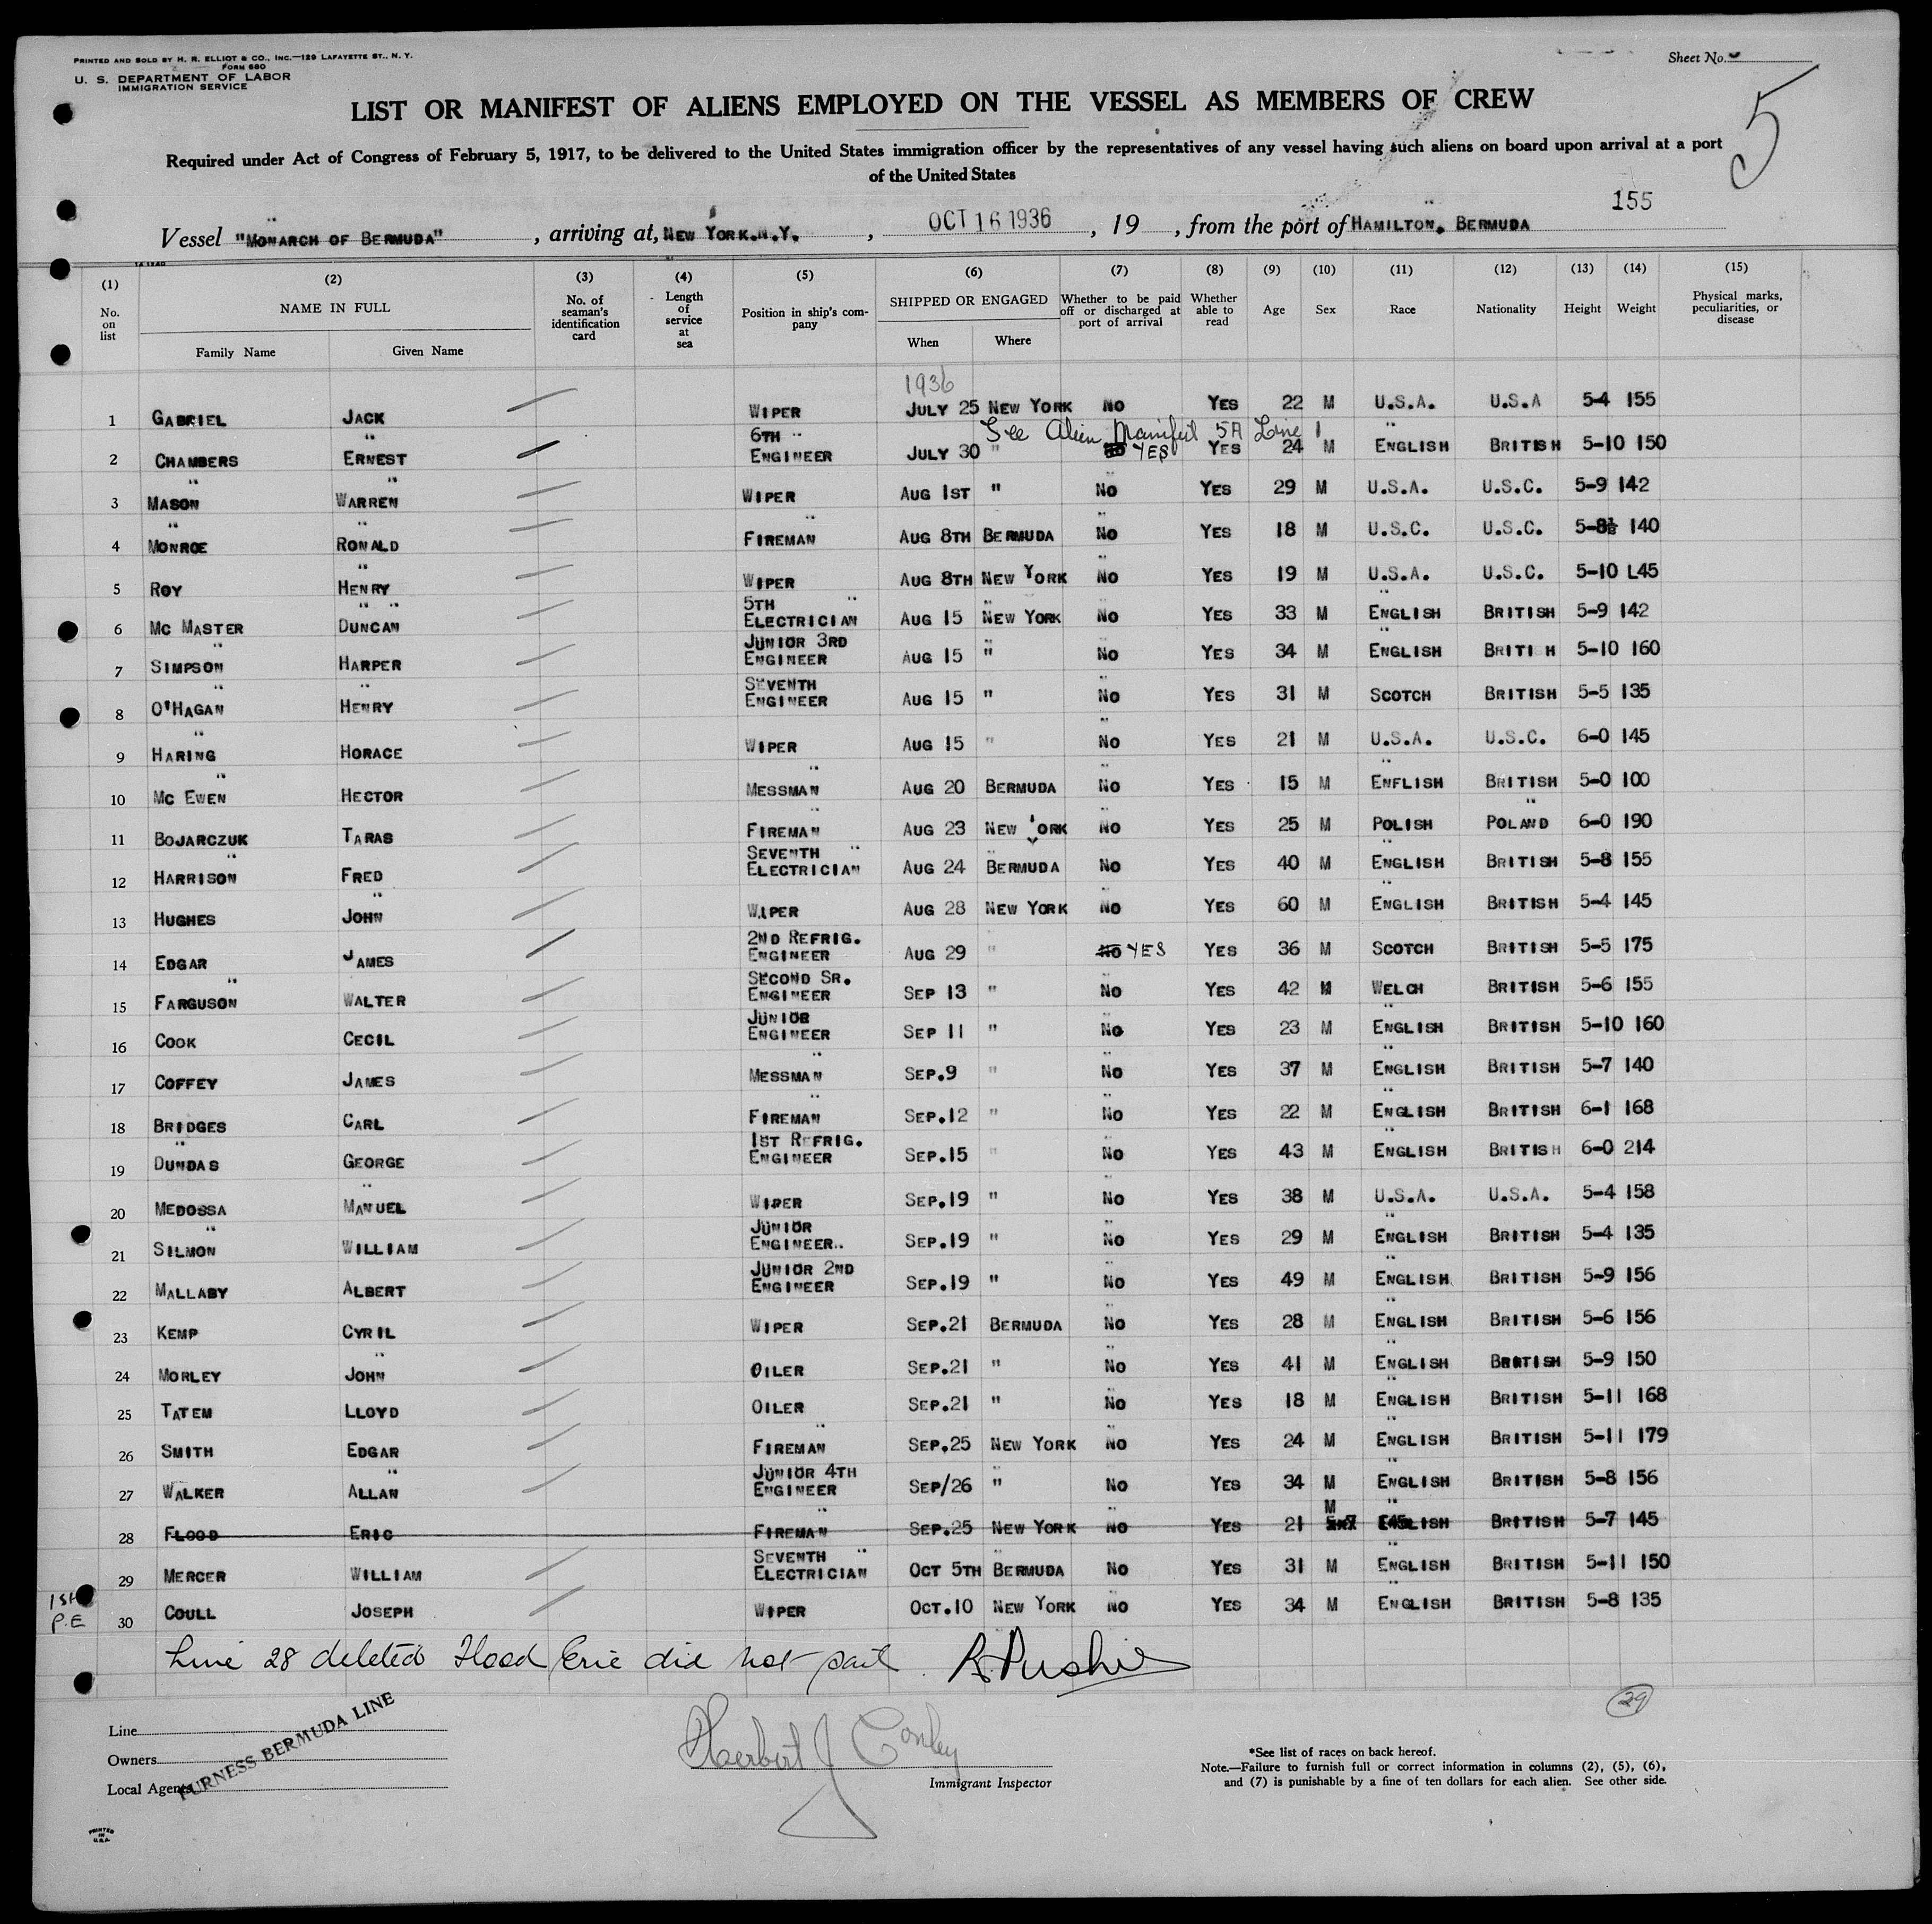 PRINTED AND SOLD BY H. R. ELLIOT & CO., INC.—129 LAFAYETTE ST., N. Y.
FORM 680
U. S. DEPARTMENT OF LABOR
IMMIGRATION SERVICE
Sheet No.
5
LIST OR MANIFEST OF ALIENS EMPLOYED ON THE VESSEL AS MEMBERS OF CREW
Required under Act of Congress of February 5, 1917, to be delivered to the United States immigration officer by the representatives of any vessel having such aliens on board upon arrival at a port
of the United States
155
Vessel "MONARCH OF BERMUDA", arriving at, NEW YORK.N.Y., OCT 16 1936, 19 , from the port of HAMILTON, BERMUDA
(1) (2) (3) (4) (5) (6) (7) (8) (9) (10) (11) (12) (13) (14) (15)
No. on list NAME IN FULL Family Name Given Name No. of seaman's identification card Length of service at sea Position in ship's company SHIPPED OR ENGAGED When Where Whether to be paid off or discharged at port of arrival Whether able to read Age Sex Race Nationality Height Weight Physical marks, peculiarities, or disease
1936
1 GABRIEL JACK WIPER JULY 25 NEW YORK NO YES 22 M U.S.A. U.S.A 5-4 155
See Alien Manifest 5A Line 1
2 CHAMBERS ERNEST 6TH ENGINEER JULY 30 " NO YES YES 24 M ENGLISH BRITISH 5-10 150
3 MASON WARREN WIPER AUG 1ST " NO YES 29 M U.S.A. U.S.C. 5-9 142
4 MONROE RONALD FIREMAN AUG 8TH BERMUDA NO YES 18 M U.S.C. U.S.C. 5-8½ 140
5 ROY HENRY WIPER AUG 8TH NEW YORK NO YES 19 M U.S.A. U.S.C. 5-10 L45
6 MC MASTER DUNCAN 5TH ELECTRICIAN AUG 15 NEW YORK NO YES 33 M ENGLISH BRITISH 5-9 142
7 SIMPSON HARPER JUNIOR 3RD ENGINEER AUG 15 " NO YES 34 M ENGLISH BRITI H 5-10 160
8 O'HAGAN HENRY SEVENTH ENGINEER AUG 15 " NO YES 31 M SCOTCH BRITISH 5-5 135
9 HARING HORACE WIPER AUG 15 " NO YES 21 M U.S.A. U.S.C. 6-0 145
10 MC EWEN HECTOR MESSMAN AUG 20 BERMUDA NO YES 15 M ENFLISH BRITISH 5-0 100
11 BOJARCZUK TARAS FIREMAN AUG 23 NEW YORK NO YES 25 M POLISH POLAND 6-0 190
12 HARRISON FRED SEVENTH ELECTRICIAN AUG 24 BERMUDA NO YES 40 M ENGLISH BRITISH 5-8 155
13 HUGHES JOHN WIPER AUG 28 NEW YORK NO YES 60 M ENGLISH BRITISH 5-4 145
14 EDGAR JAMES 2ND REFRIG. ENGINEER AUG 29 " NO YES YES 36 M SCOTCH BRITISH 5-5 175
15 FARGUSON WALTER SECOND SR. ENGINEER SEP 13 " NO YES 42 M WELCH BRITISH 5-6 155
16 COOK CECIL JUNIOR ENGINEER SEP 11 " NO YES 23 M ENGLISH BRITISH 5-10 160
17 COFFEY JAMES MESSMAN SEP.9 " NO YES 37 M ENGLISH BRITISH 5-7 140
18 BRIDGES CARL FIREMAN SEP.12 " NO YES 22 M ENGLISH BRITISH 6-1 168
19 DUNDAS GEORGE 1ST REFRIG. ENGINEER SEP.15 " NO YES 43 M ENGLISH BRITISH 6-0 214
20 MEDOSSA MANUEL WIPER SEP.19 " NO YES 38 M U.S.A. U.S.A. 5-4 158
21 SILMON WILLIAM JUNIOR ENGINEER.. SEP.19 " NO YES 29 M ENGLISH BRITISH 5-4 135
22 MALLABY ALBERT JUNIOR 2ND ENGINEER SEP.19 " NO YES 49 M ENGLISH BRITISH 5-9 156
23 KEMP CYRIL WIPER SEP.21 BERMUDA NO YES 28 M ENGLISH BRITISH 5-6 156
24 MORLEY JOHN OILER SEP.21 " NO YES 41 M ENGLISH BRITISH 5-9 150
25 TATEM LLOYD OILER SEP.21 " NO YES 18 M ENGLISH BRITISH 5-11 168
26 SMITH EDGAR FIREMAN SEP.25 NEW YORK NO YES 24 M ENGLISH BRITISH 5-11 179
27 WALKER ALLAN JUNIOR 4TH ENGINEER SEP/26 " NO YES 34 M ENGLISH BRITISH 5-8 156
28 FLOOD ERIC FIREMAN SEP.25 NEW YORK NO YES 21 M ENGLISH BRITISH 5-7 145
29 MERCER WILLIAM SEVENTH ELECTRICIAN OCT 5TH BERMUDA NO YES 31 M ENGLISH BRITISH 5-11 150
1st P.E 30 COULL JOSEPH WIPER OCT.10 NEW YORK NO YES 34 M ENGLISH BRITISH 5-8 135
Line 28 deleted Flood Eric did not sail.
29
Line
Owners
Local Agents
FURNESS BERMUDA LINE
Herbert J Conley
Immigrant Inspector
*See list of races on back hereof.
Note.—Failure to furnish full or correct information in columns (2), (5), (6),
and (7) is punishable by a fine of ten dollars for each alien. See other side.
PRINTED
IN
U.S.A.